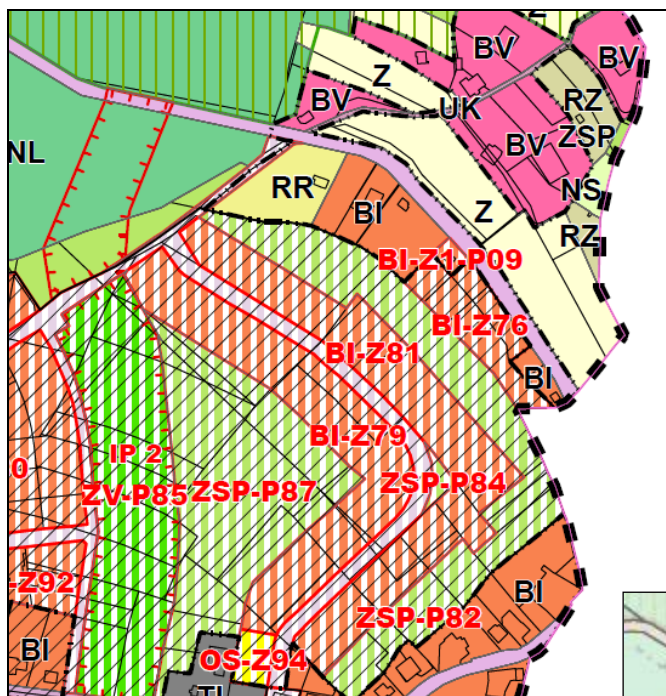 Z
BV
BV
Z
RZ
BV
UK
ZSP
BV
NL
RR
NS
BI
Z
RZ
BI-Z1-P09
BI-Z76
BI-Z81
BI
BI-Z79
IP 2
0
ZV-P85
ZSP-P87
ZSP-P84
-Z92
BI
ZSP-P82
BI
OS-Z94
TI